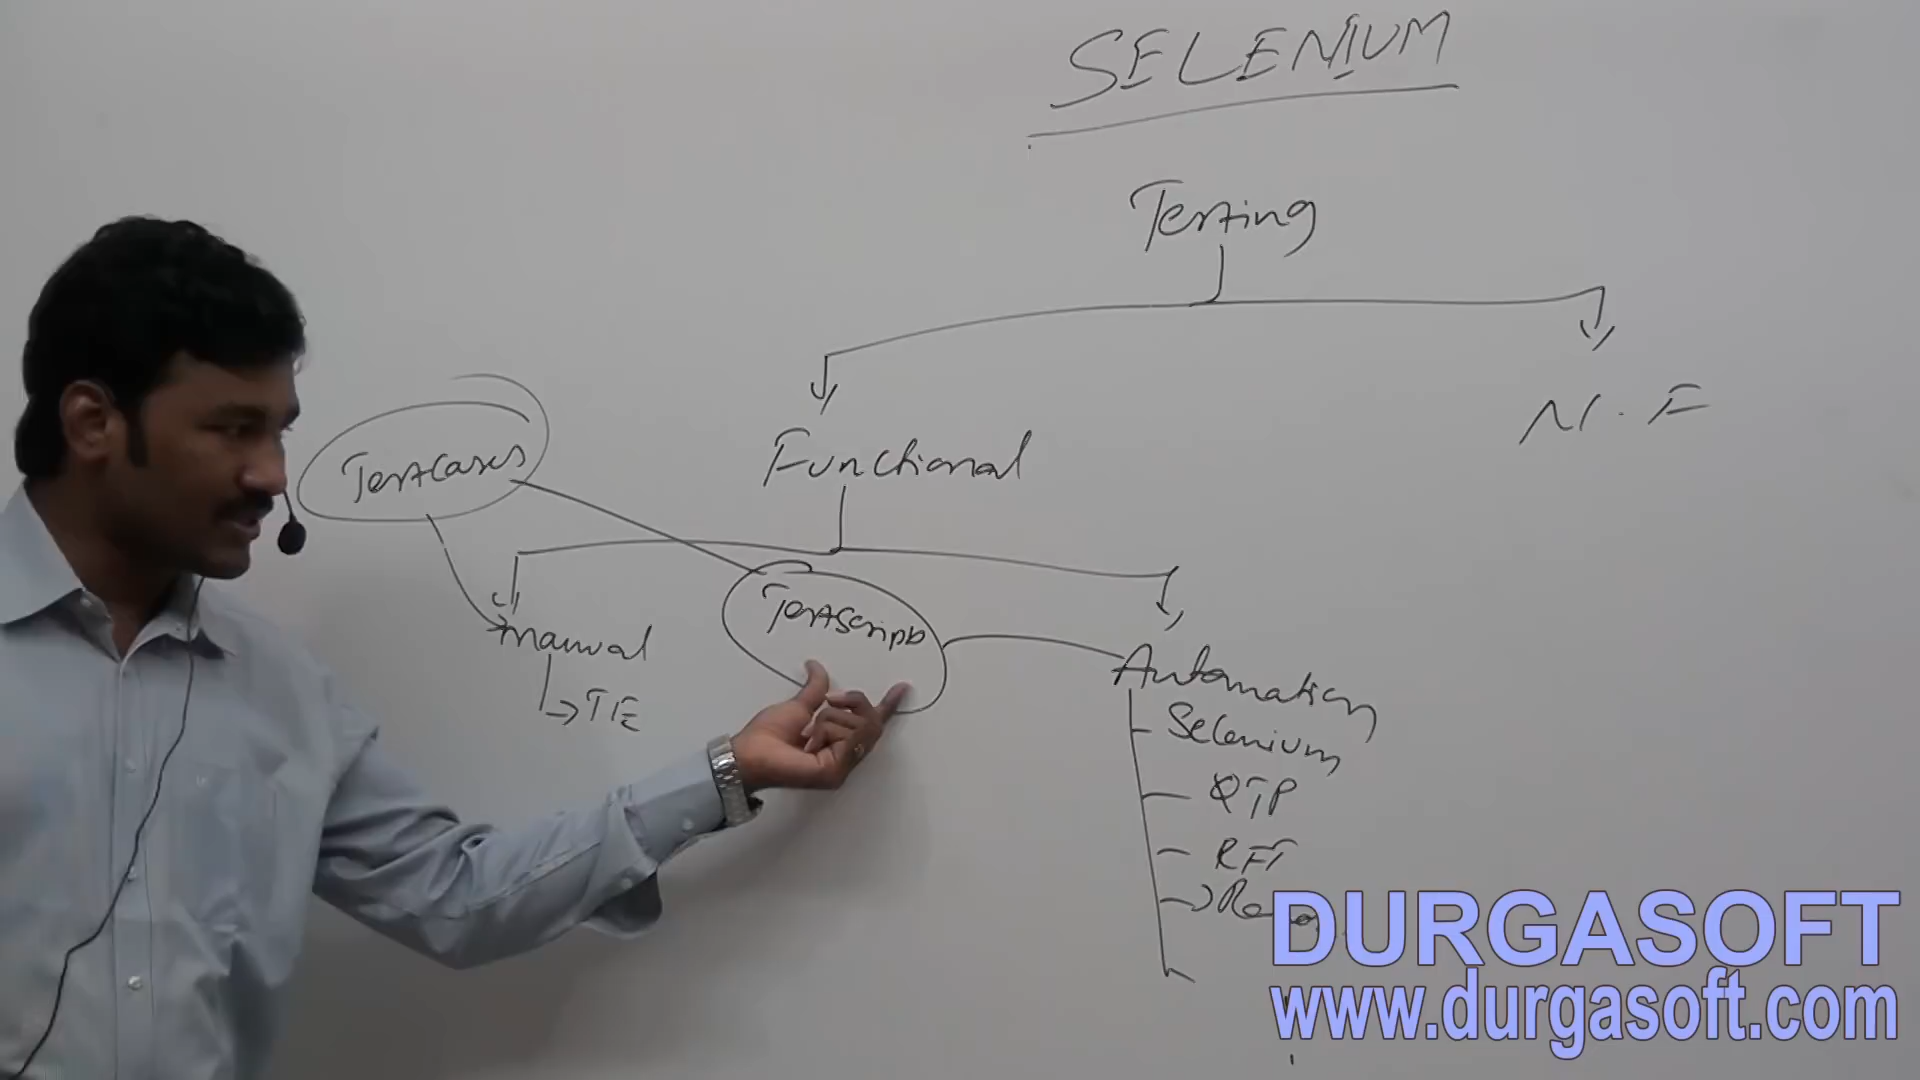 SELENIUM
Testing
Functional
N.F
Testcases
Manual
TE
TestScripts
Automation
Selenium
QTP
RFT
DURGASOFT
www.durgasoft.com